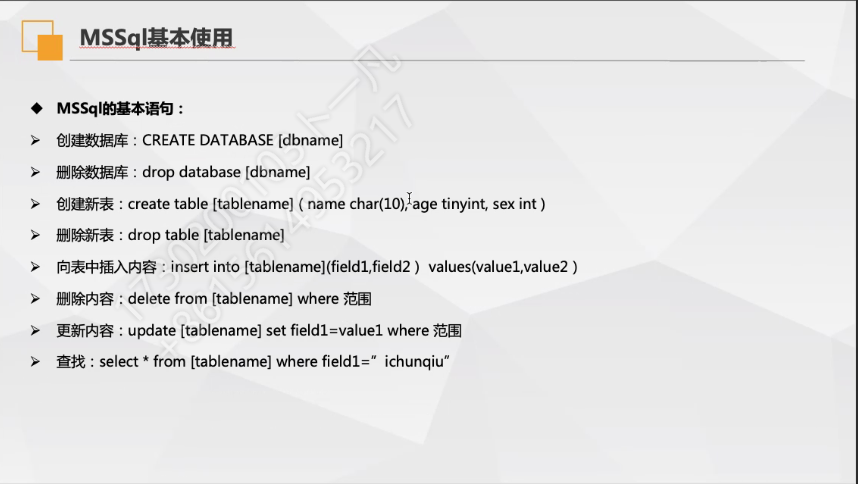 MSSql基本使用
MSSql的基本语句：
创建数据库：CREATE DATABASE [dbname]
删除数据库：drop database [dbname]
创建新表：create table [tablename]（name char(10), age tinyint, sex int）
删除新表：drop table [tablename]
向表中插入内容：insert into [tablename](field1,field2） values(value1,value2）
删除内容：delete from [tablename] where 范围
更新内容：update [tablename] set field1=value1 where 范围
查找：select * from [tablename] where field1=”ichunqiu”